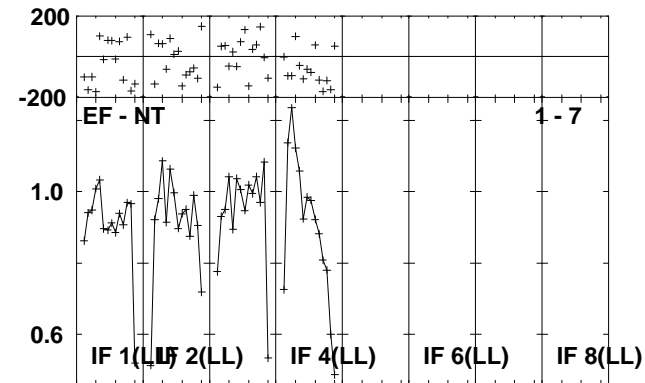 200
-200
EF - NT 1 - 7
1.0
0.6
IF 1(LL) IF 2(LL) IF 4(LL) IF 6(LL) IF 8(LL)